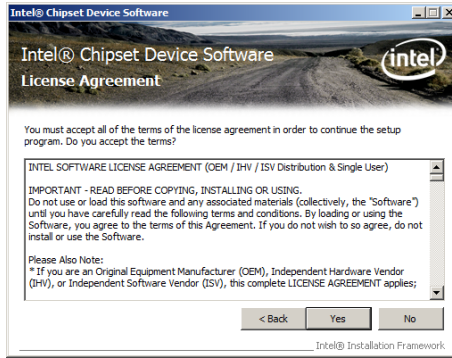 Intel® Chipset Device Software
Intel® Chipset Device Software
intel
License Agreement
You must accept all of the terms of the license agreement in order to continue the setup
program. Do you accept the terms?
INTEL SOFTWARE LICENSE AGREEMENT (OEM / IHV / ISV Distribution & Single User)
IMPORTANT - READ BEFORE COPYING, INSTALLING OR USING.
Do not use or load this software and any associated materials (collectively, the "Software")
until you have carefully read the following terms and conditions. By loading or using the
Software, you agree to the terms of this Agreement. If you do not wish to so agree, do not
install or use the Software.
Please Also Note:
* If you are an Original Equipment Manufacturer (OEM), Independent Hardware Vendor
(IHV), or Independent Software Vendor (ISV), this complete LICENSE AGREEMENT applies;
< Back Yes No
Intel® Installation Framework